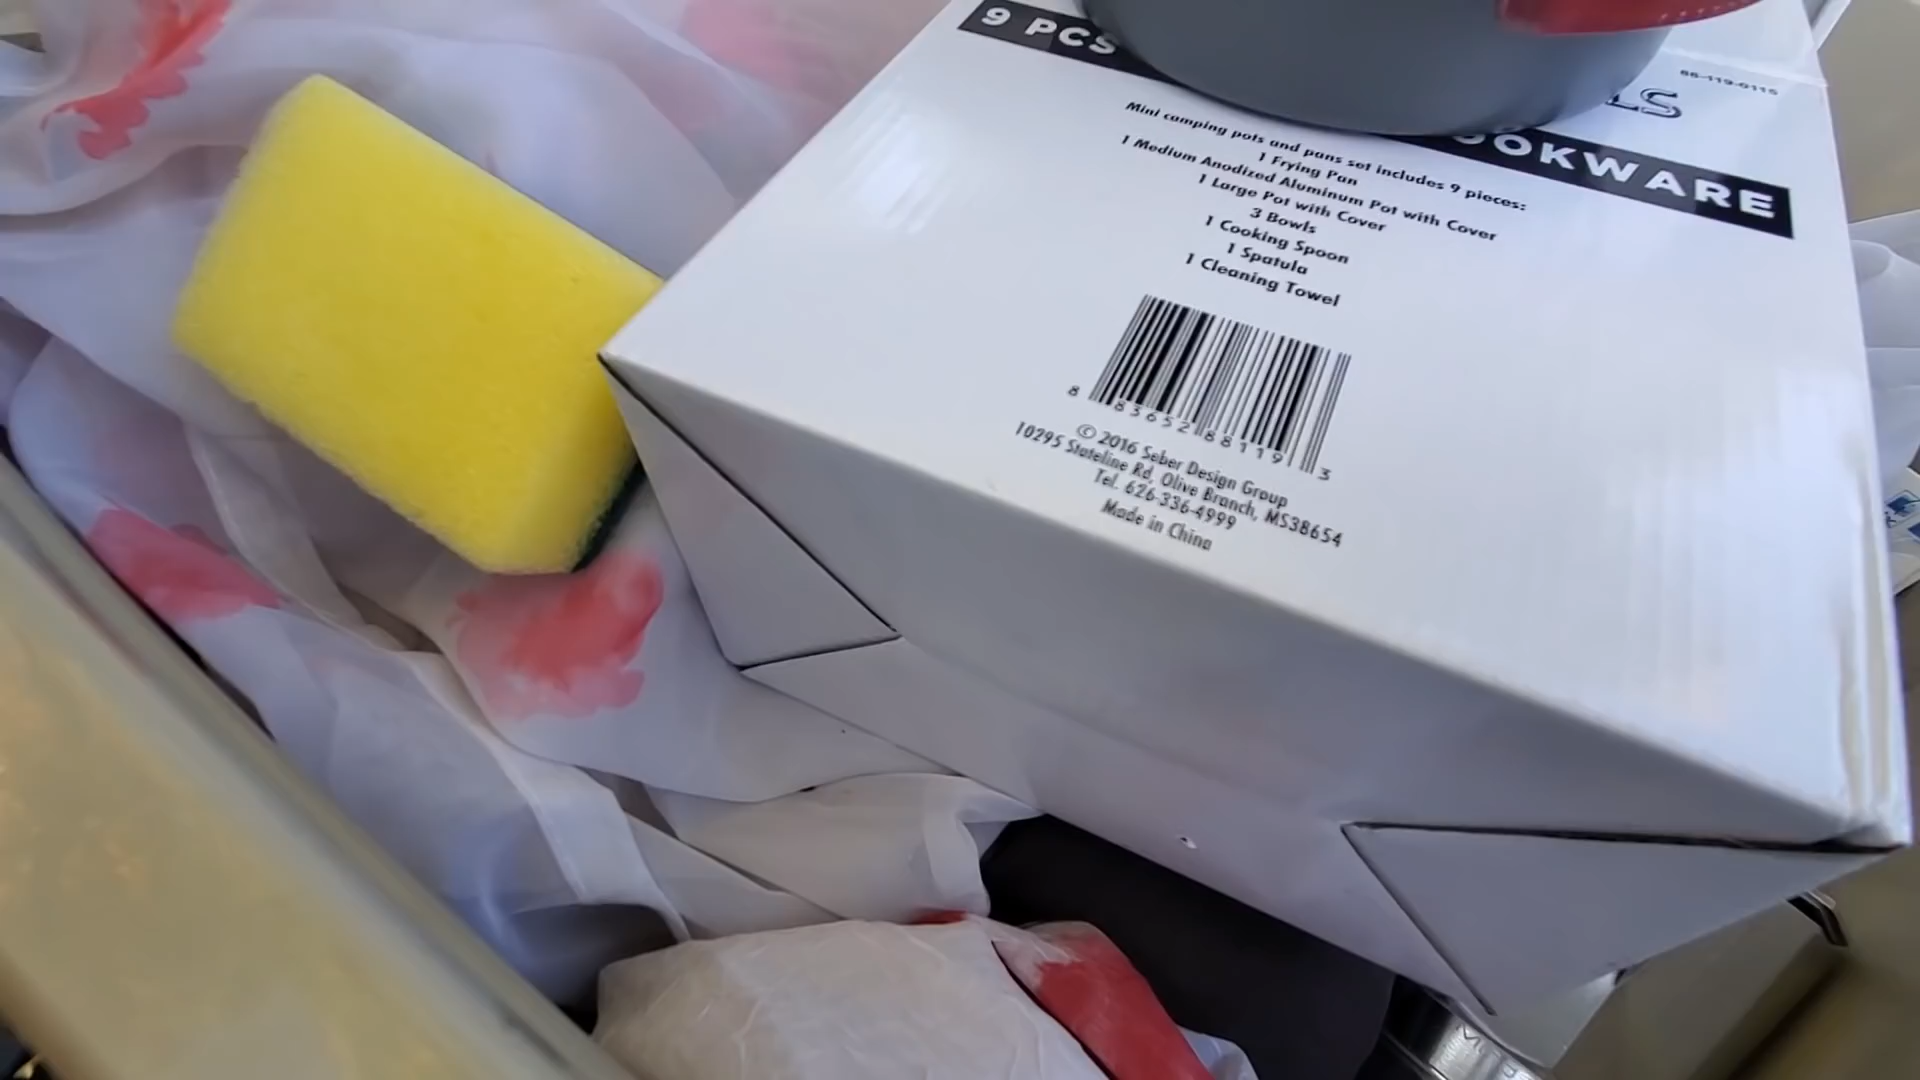 9 PCS
86-119-0115
LS
OOKWARE
Mini camping pots and pans set includes 9 pieces:
1 Frying Pan
1 Medium Anodized Aluminum Pot with Cover
1 Large Pot with Cover
3 Bowls
1 Cooking Spoon
1 Spatula
1 Cleaning Towel
8 83652 88119 3
© 2016 Seber Design Group
10295 Stateline Rd, Olive Branch, MS38654
Tel. 626-336-4999
Made in China